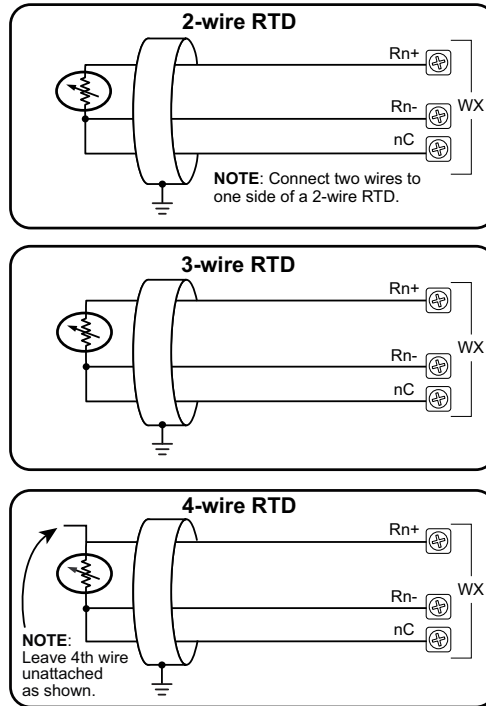 2-wire RTD
Rn+
Rn-
WX
nC
NOTE: Connect two wires to
one side of a 2-wire RTD.
3-wire RTD
Rn+
WX
Rn-
nC
4-wire RTD
Rn+
WX
Rn-
nC
NOTE:
Leave 4th wire
unattached
as shown.